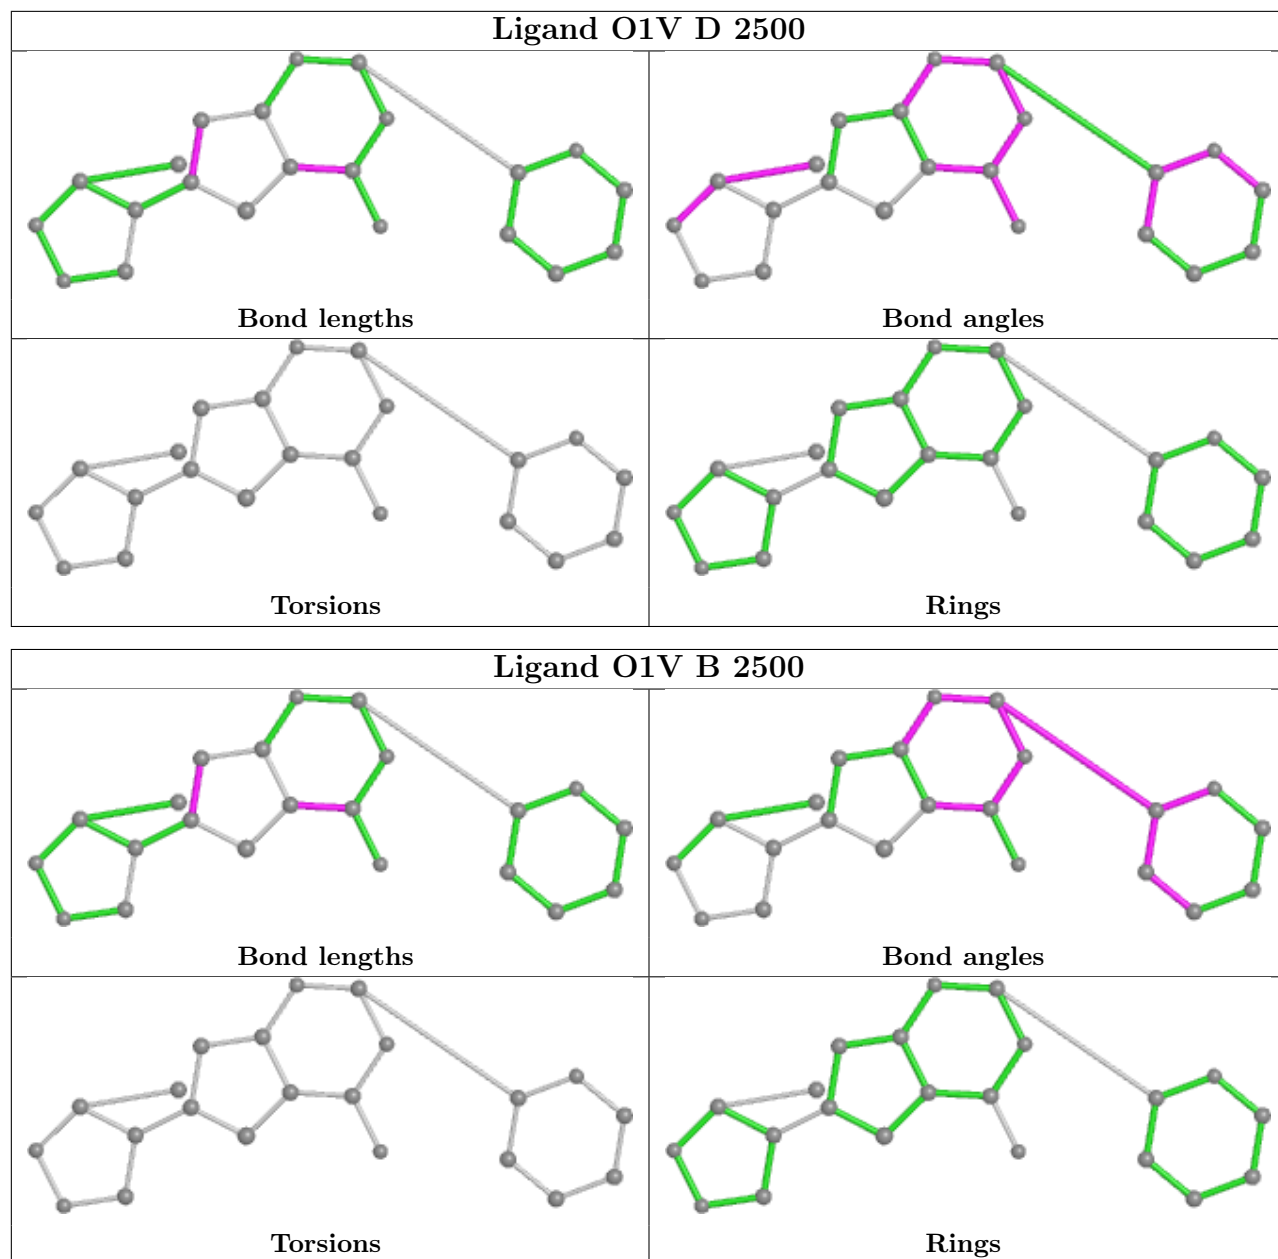 Ligand O1V D 2500
Bond lengths
Bond angles
Torsions
Rings
Ligand O1V B 2500
Bond lengths
Bond angles
Torsions
Rings